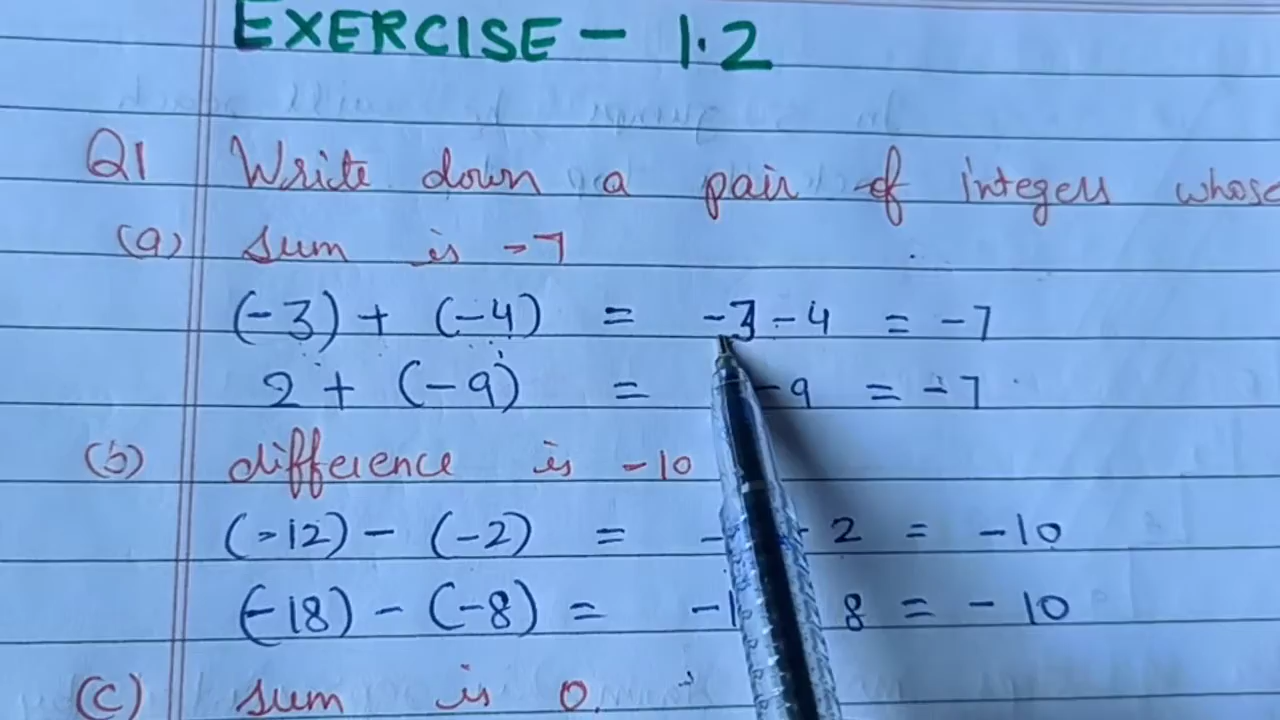 EXERCISE - 1.2
Q1 Write down a pair of integers whose
(a) sum is -7
(-3) + (-4) = -3 - 4 = -7
2 + (-9) = - 9 = -7
(b) difference is -10
(-12) - (-2) = - 2 = -10
(-18) - (-8) = - 8 = -10
(c) sum is 0.